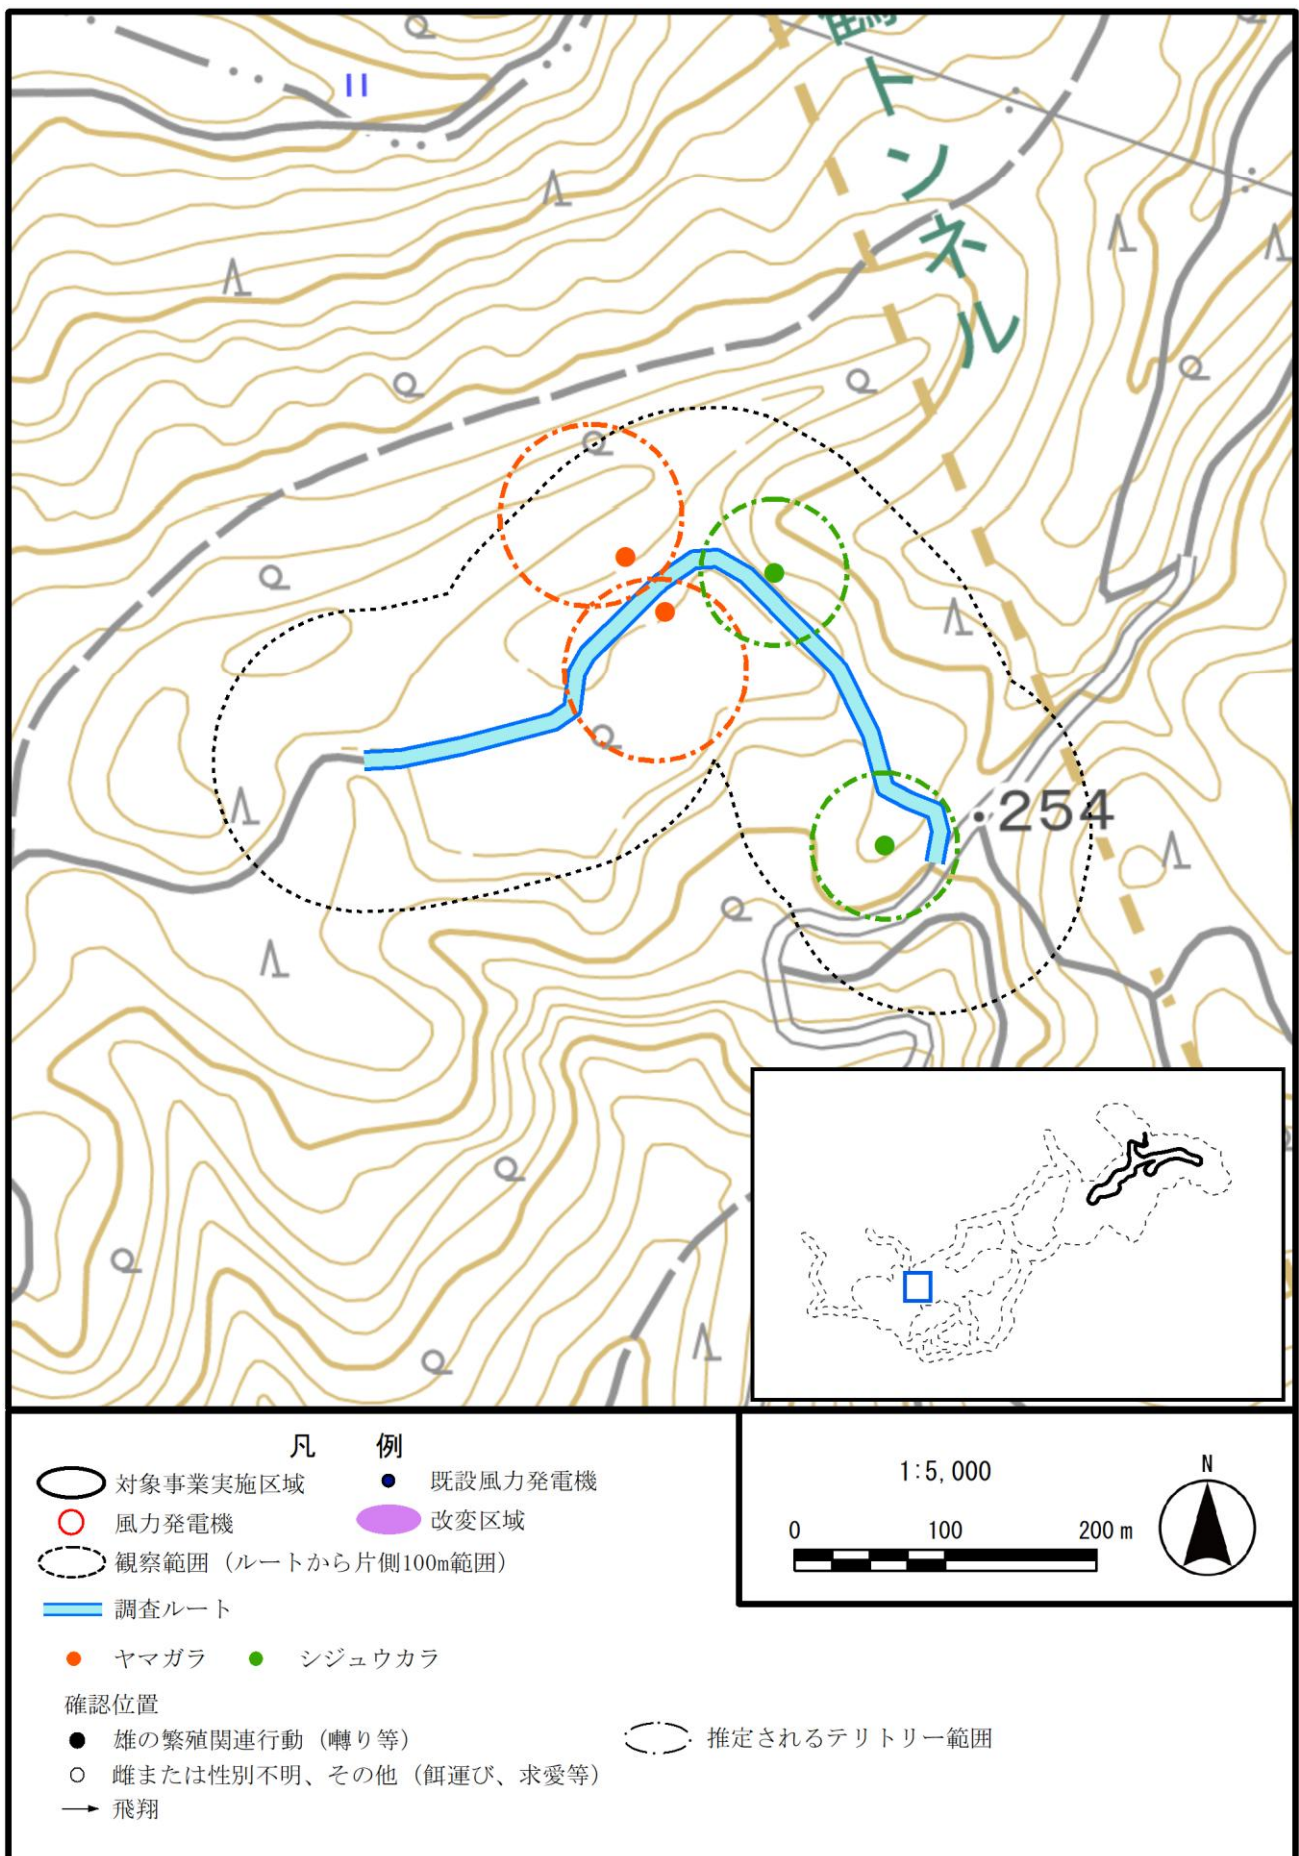 トンネル
254
凡 例
対象事業実施区域
既設風力発電機
風力発電機
改変区域
観察範囲（ルートから片側100m範囲）
調査ルート
ヤマガラ
シジュウカラ
確認位置
雄の繁殖関連行動（囀り等）
推定されるテリトリー範囲
雌または性別不明、その他（餌運び、求愛等）
飛翔
1:5,000
0 100 200 m
N